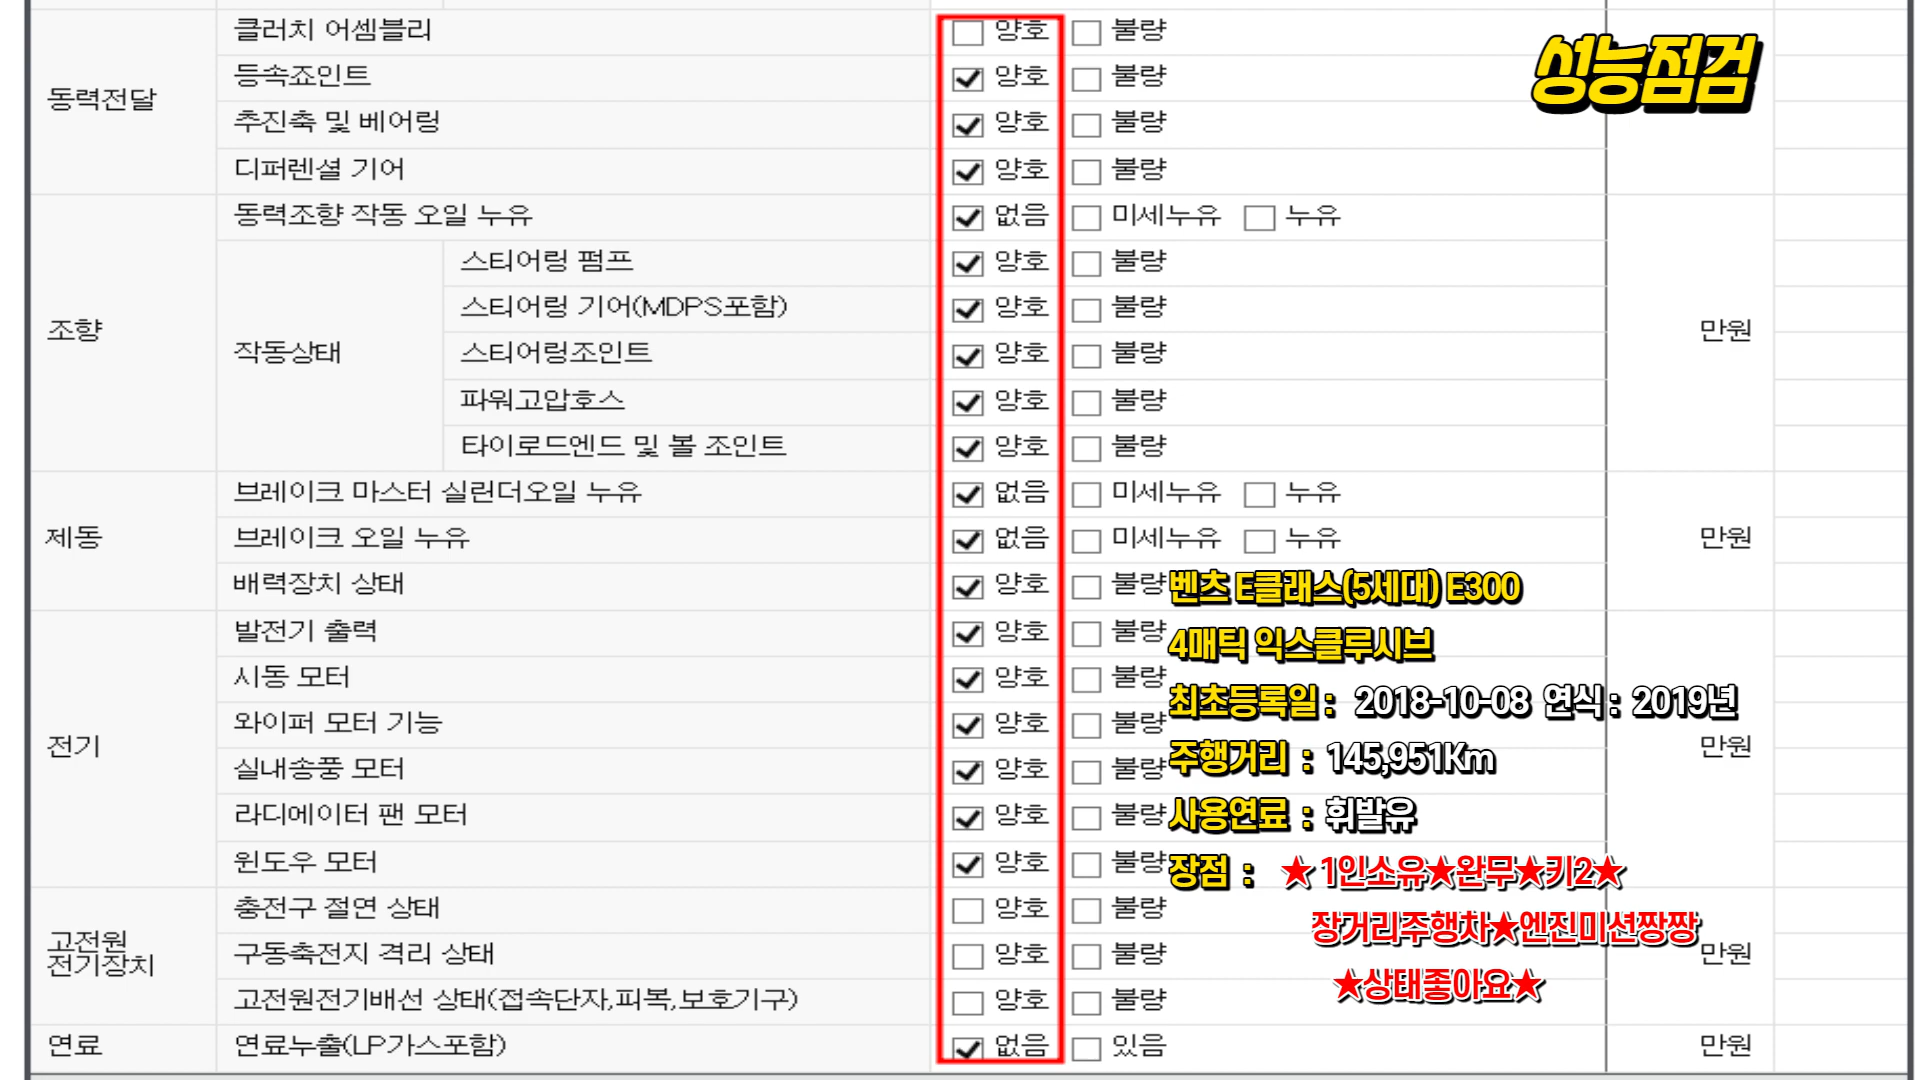 성능점검
동력전달
클러치 어셈블리 양호 불량
등속죠인트 양호 불량
추진축 및 베어링 양호 불량
디퍼렌셜 기어 양호 불량
조향
동력조향 작동 오일 누유 없음 미세누유 누유
작동상태
스티어링 펌프 양호 불량
스티어링 기어(MDPS포함) 양호 불량
스티어링조인트 양호 불량
파워고압호스 양호 불량
타이로드엔드 및 볼 조인트 양호 불량
만원
제동
브레이크 마스터 실린더오일 누유 없음 미세누유 누유
브레이크 오일 누유 없음 미세누유 누유
배력장치 상태 양호 불량
만원
전기
발전기 출력 양호 불량
시동 모터 양호 불량
와이퍼 모터 기능 양호 불량
실내송풍 모터 양호 불량
라디에이터 팬 모터 양호 불량
윈도우 모터 양호 불량
만원
고전원
전기장치
충전구 절연 상태 양호 불량
구동축전지 격리 상태 양호 불량
고전원전기배선 상태(접속단자,피복,보호기구) 양호 불량
만원
연료
연료누출(LP가스포함) 없음 있음
만원
벤츠 E클래스(5세대) E300
4매틱 익스클루시브
최초등록일 : 2018-10-08 연식 : 2019년
주행거리 : 145,951Km
사용연료 : 휘발유
장점 : ★ 1인소유★완무★키2★
장거리주행차★엔진미션짱짱
★상태좋아요★